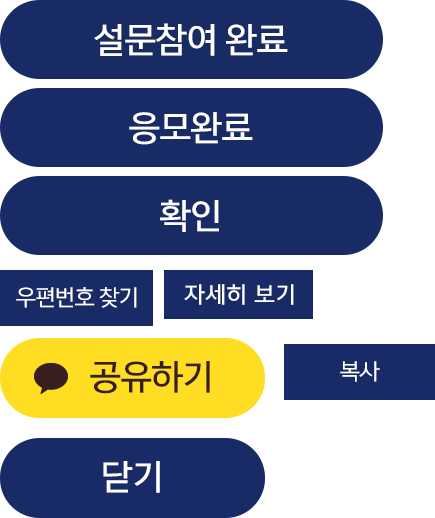 설문참여 완료
응모완료
확인
우편번호 찾기
자세히 보기
공유하기
복사
닫기